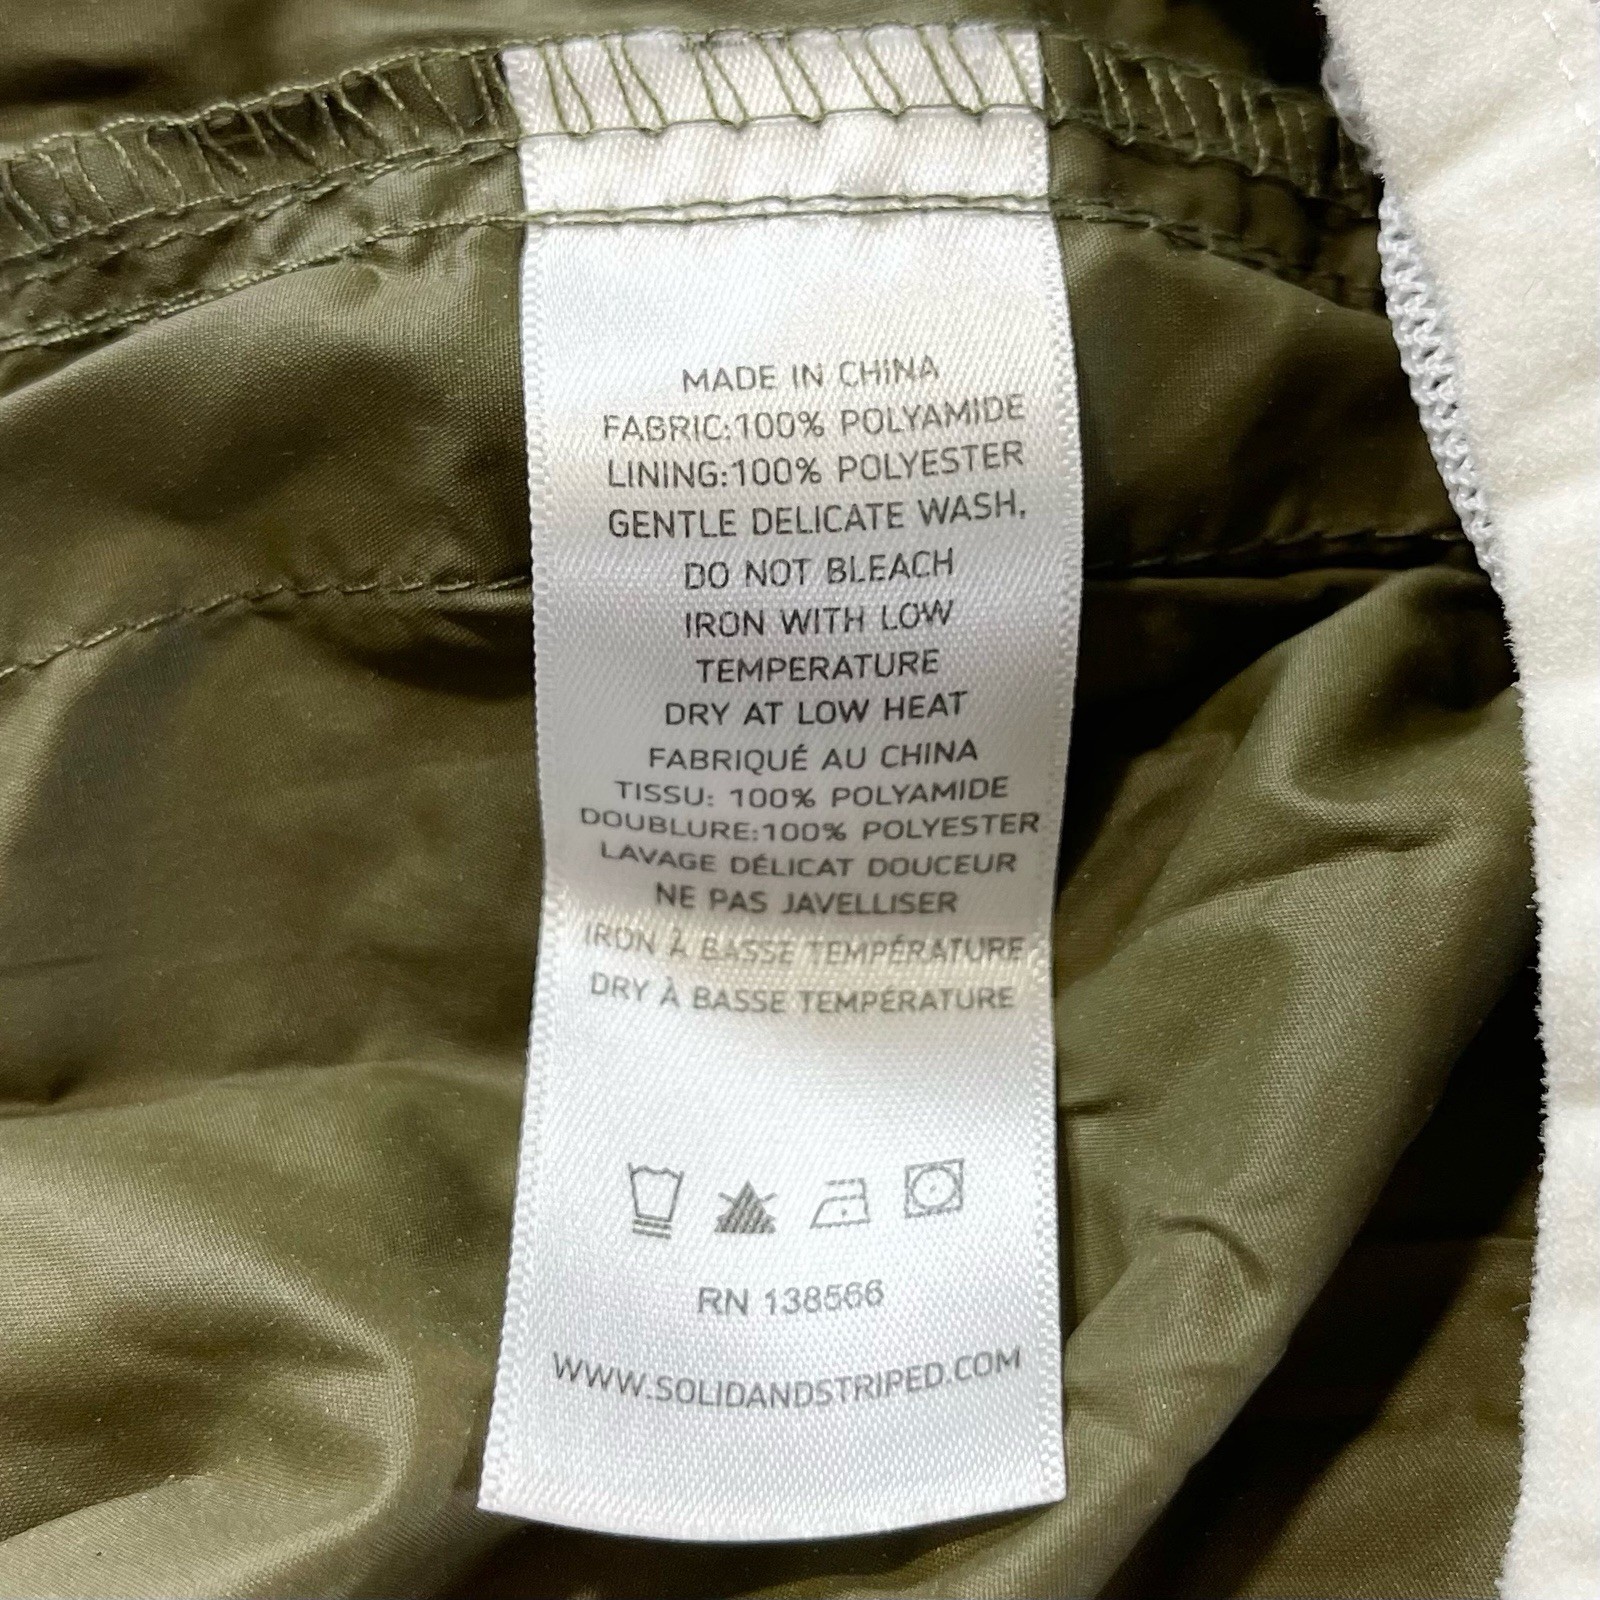 MADE IN CHINA
FABRIC:100% POLYAMIDE
LINING:100% POLYESTER
GENTLE DELICATE WASH,
DO NOT BLEACH
IRON WITH LOW
TEMPERATURE
DRY AT LOW HEAT
FABRIQUÉ AU CHINA
TISSU: 100% POLYAMIDE
DOUBLURE:100% POLYESTER
LAVAGE DÉLICAT DOUCEUR
NE PAS JAVELLISER
IRON À BASSE TEMPÉRATURE
DRY À BASSE TEMPÉRATURE
RN 138566
WWW.SOLIDANDSTRIPED.COM